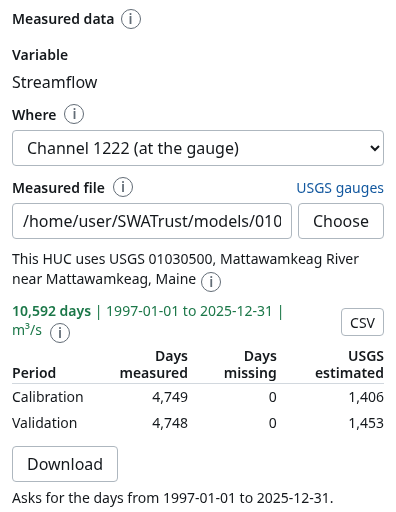 Measured data
Variable
Streamflow
Where
Channel 1222 (at the gauge)
Measured file USGS gauges
/home/user/SWATrust/models/010 Choose
This HUC uses USGS 01030500, Mattawamkeag River
near Mattawamkeag, Maine
10,592 days | 1997-01-01 to 2025-12-31 |
m³/s CSV
Period Days measured Days missing USGS estimated
Calibration 4,749 0 1,406
Validation 4,748 0 1,453
Download
Asks for the days from 1997-01-01 to 2025-12-31.